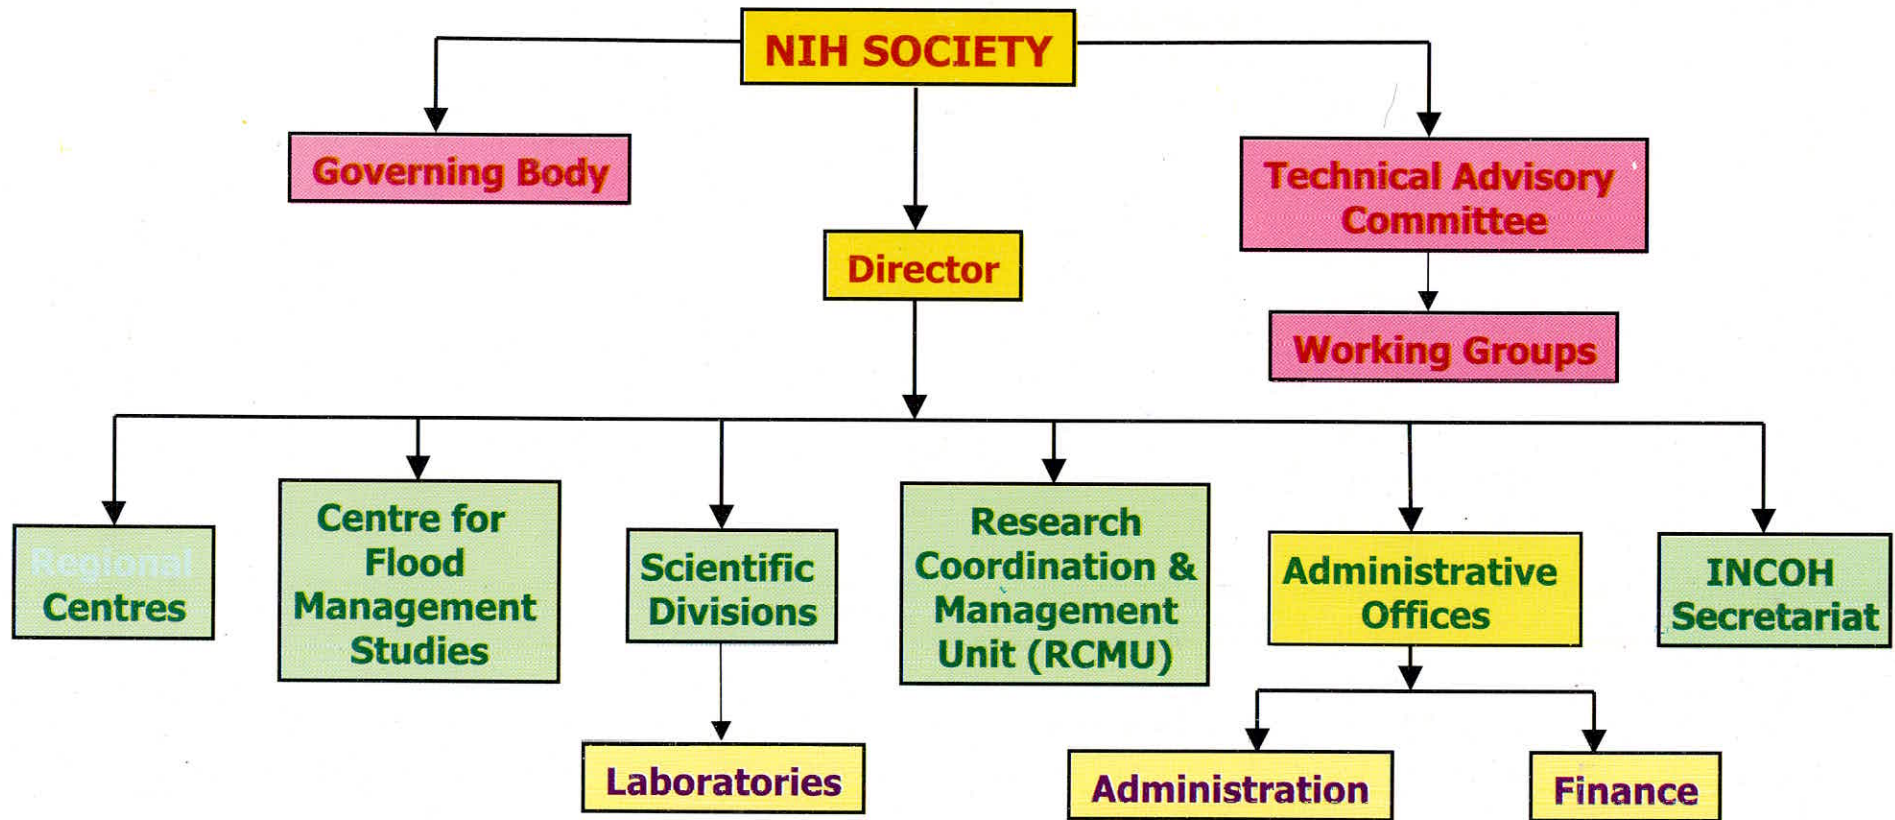 NIH SOCIETY
Governing Body
Technical Advisory
Committee
Director
Working Groups
Regional
Centres
Centre for
Flood
Management
Studies
Scientific
Divisions
Research
Coordination &
Management
Unit (RCMU)
Administrative
Offices
INCOH
Secretariat
Laboratories
Administration
Finance